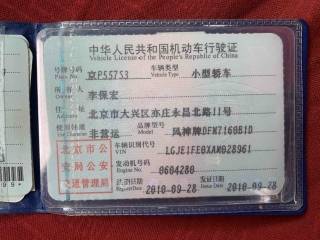 中华人民共和国机动车行驶证
Vehicle License of the People's Republic of China
号牌号码 京P55753 车辆类型 小型轿车
Plate No. Vehicle Type
所有人 李保宏
Owner
住址 北京市大兴区亦庄永昌北路11号
Address
使用性质 非营运 品牌型号 风神牌DFM7160B1D
Use Character Model
北京市公 车辆识别代号 LGJE1FE0XAM028961
VIN
安局公安 发动机号码 0604280
Engine No.
交通管理局 注册日期 2010-09-28 发证日期 2010-09-28
Register Date Issue Date